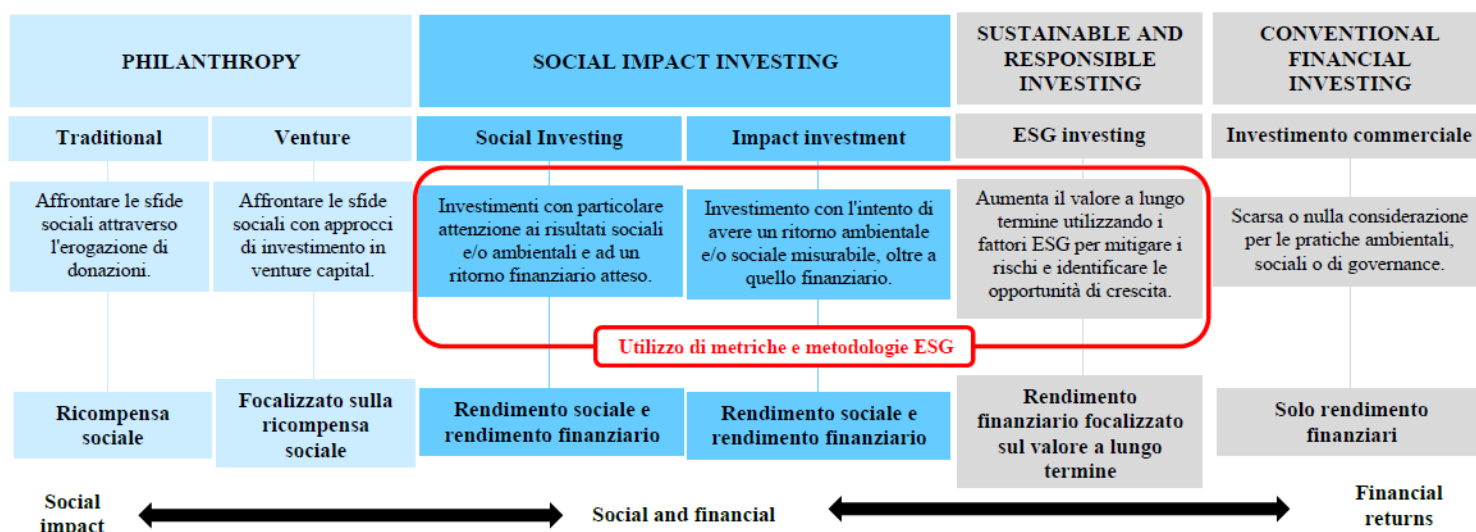 PHILANTHROPY
SOCIAL IMPACT INVESTING
SUSTAINABLE AND
RESPONSIBLE
INVESTING
CONVENTIONAL
FINANCIAL
INVESTING
Traditional
Venture
Social Investing
Impact investment
ESG investing
Investimento commerciale
Affrontare le sfide
sociali attraverso
l'erogazione di
donazioni.
Affrontare le sfide
sociali con approcci
di investimento in
venture capital.
Investimenti con particolare
attenzione ai risultati sociali
e/o ambientali e ad un
ritorno finanziario atteso.
Investimento con l'intento di
avere un ritorno ambientale
e/o sociale misurabile, oltre a
quello finanziario.
Aumenta il valore a lungo
termine utilizzando i
fattori ESG per mitigare i
rischi e identificare le
opportunità di crescita.
Scarsa o nulla considerazione
per le pratiche ambientali,
sociali o di governance.
Utilizzo di metriche e metodologie ESG
Ricompensa
sociale
Focalizzato sulla
ricompensa
sociale
Rendimento sociale e
rendimento finanziario
Rendimento sociale e
rendimento finanziario
Rendimento
finanziario focalizzato
sul valore a lungo
termine
Solo rendimento
finanziari
Social
impact
Social and financial
Financial
returns